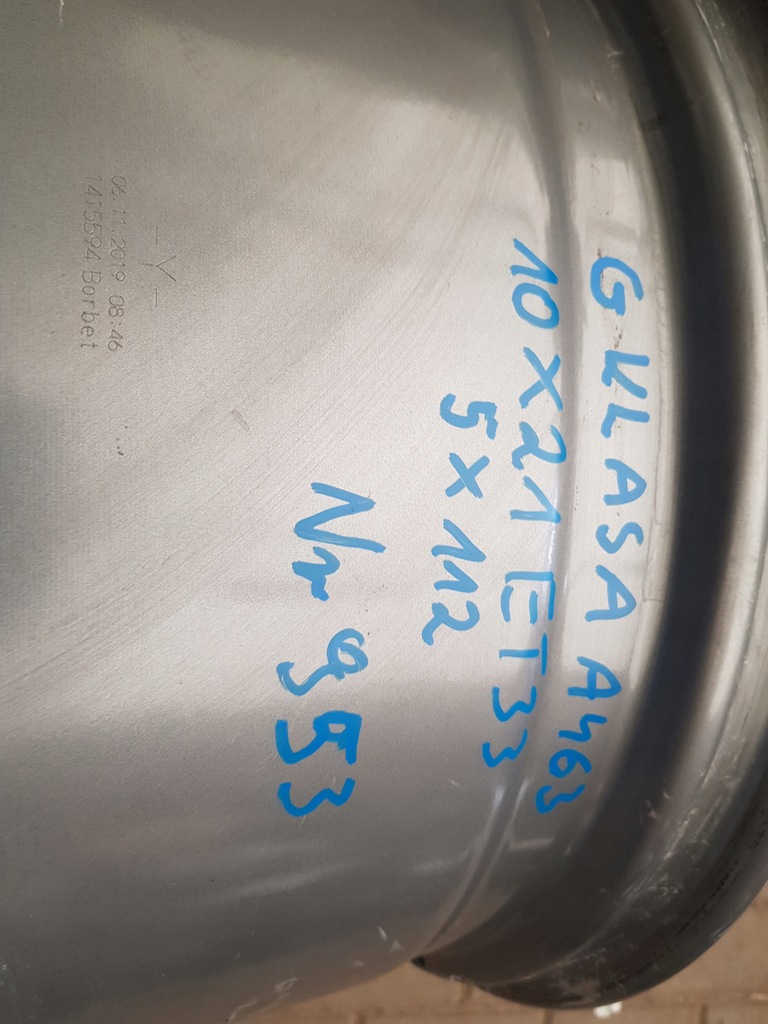 G KLASA A463
10 X 21 ET 33
5 x 112
Nr 953
- Y -
06.11.2019 08:46
1415594 Borbet